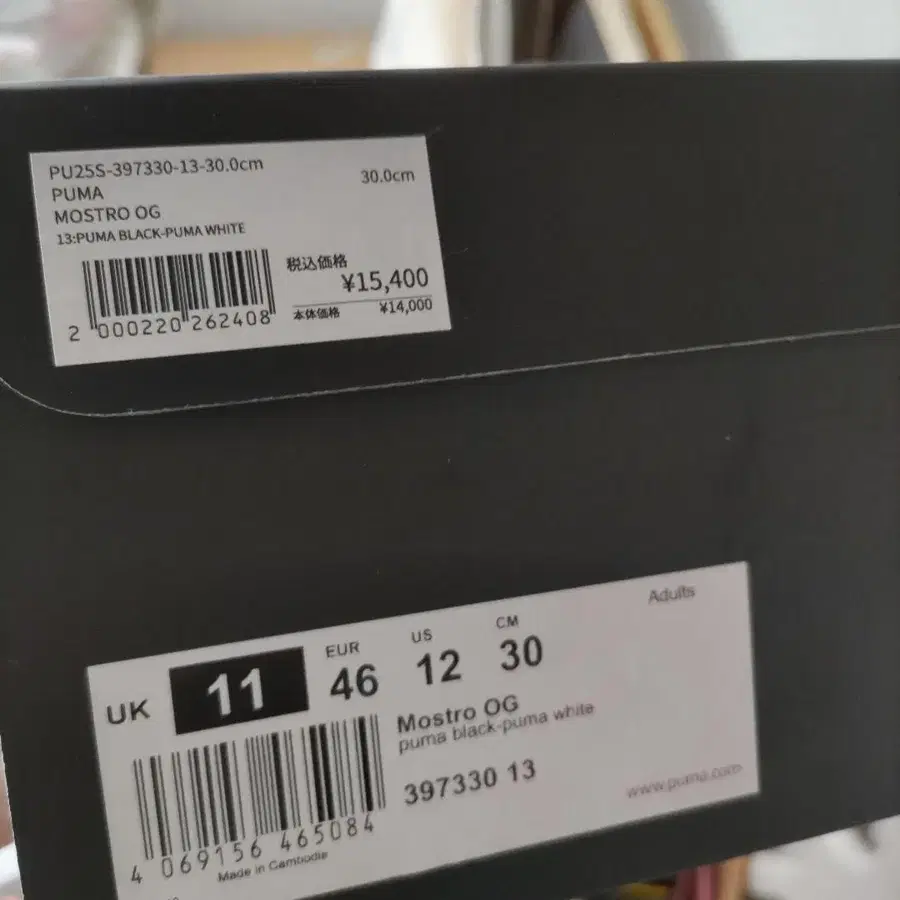 PU25S-397330-13-30.0cm
30.0cm
PUMA
MOSTRO OG
13:PUMA BLACK-PUMA WHITE
税込価格
¥15,400
本体価格 ¥14,000
2 000220 262408
Adults
UK 11
EUR 46
US 12
CM 30
Mostro OG
puma black-puma white
397330 13
www.puma.com
4 069156 465084
Made in Cambodia